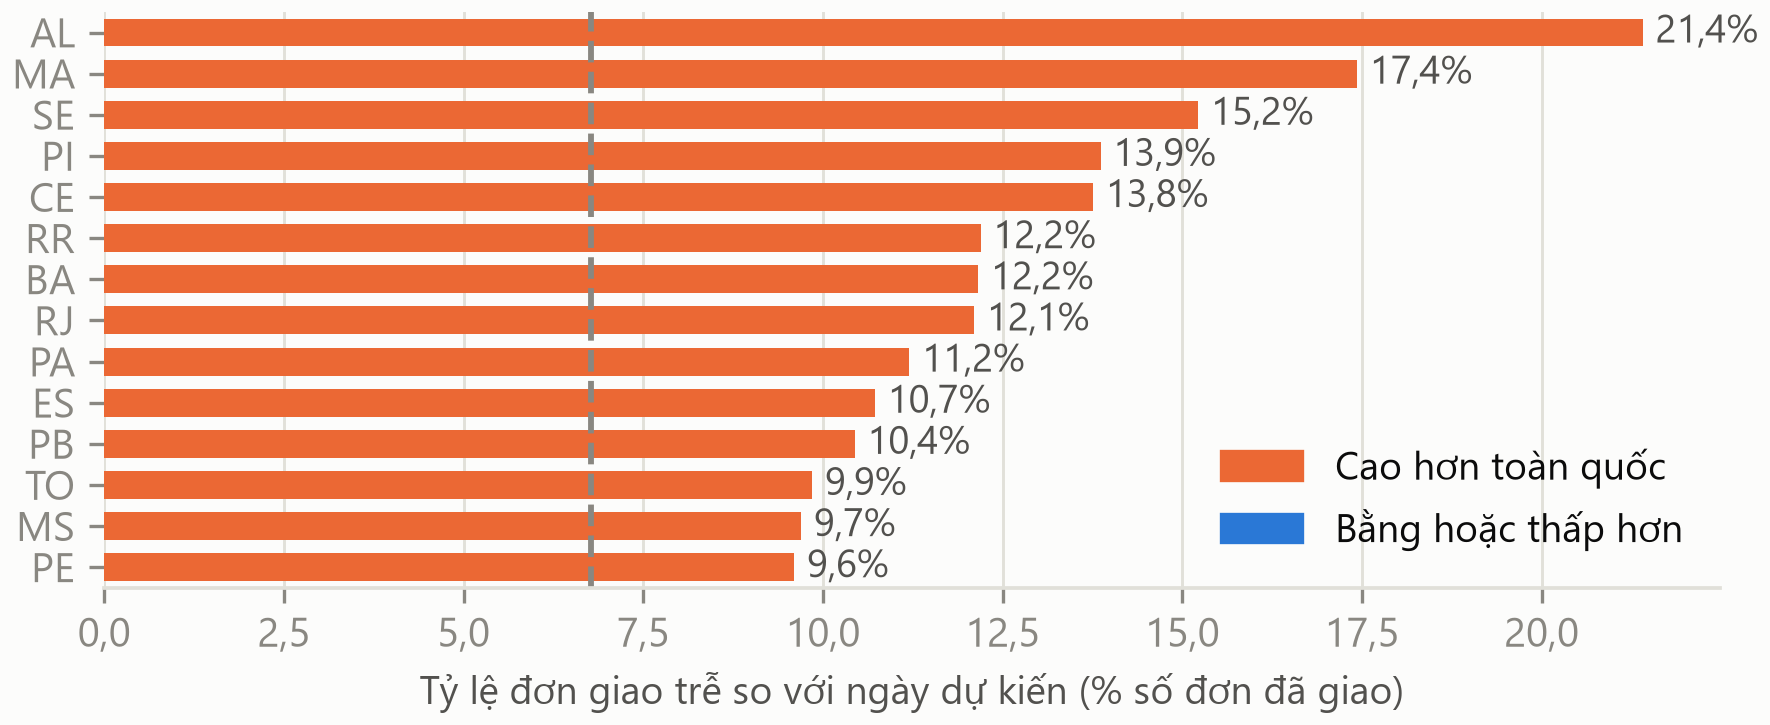 AL 21,4%
MA 17,4%
SE 15,2%
PI 13,9%
CE 13,8%
RR 12,2%
BA 12,2%
RJ 12,1%
PA 11,2%
ES 10,7%
PB 10,4%
TO 9,9%
MS 9,7%
PE 9,6%
Cao hơn toàn quốc
Bằng hoặc thấp hơn
0,0 2,5 5,0 7,5 10,0 12,5 15,0 17,5 20,0
Tỷ lệ đơn giao trễ so với ngày dự kiến (% số đơn đã giao)